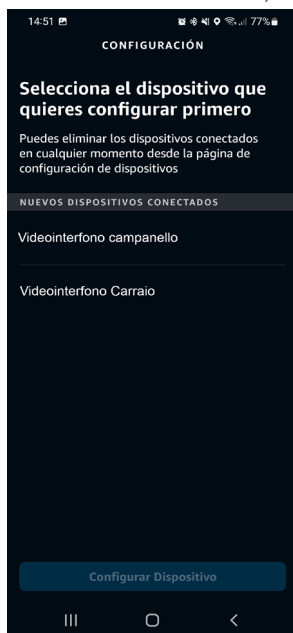 14:51 77%
CONFIGURACIÓN
Selecciona el dispositivo que
quieres configurar primero
Puedes eliminar los dispositivos conectados
en cualquier momento desde la página de
configuración de dispositivos
NUEVOS DISPOSITIVOS CONECTADOS
Videointerfono campanello
Videointerfono Carraio
Configurar Dispositivo